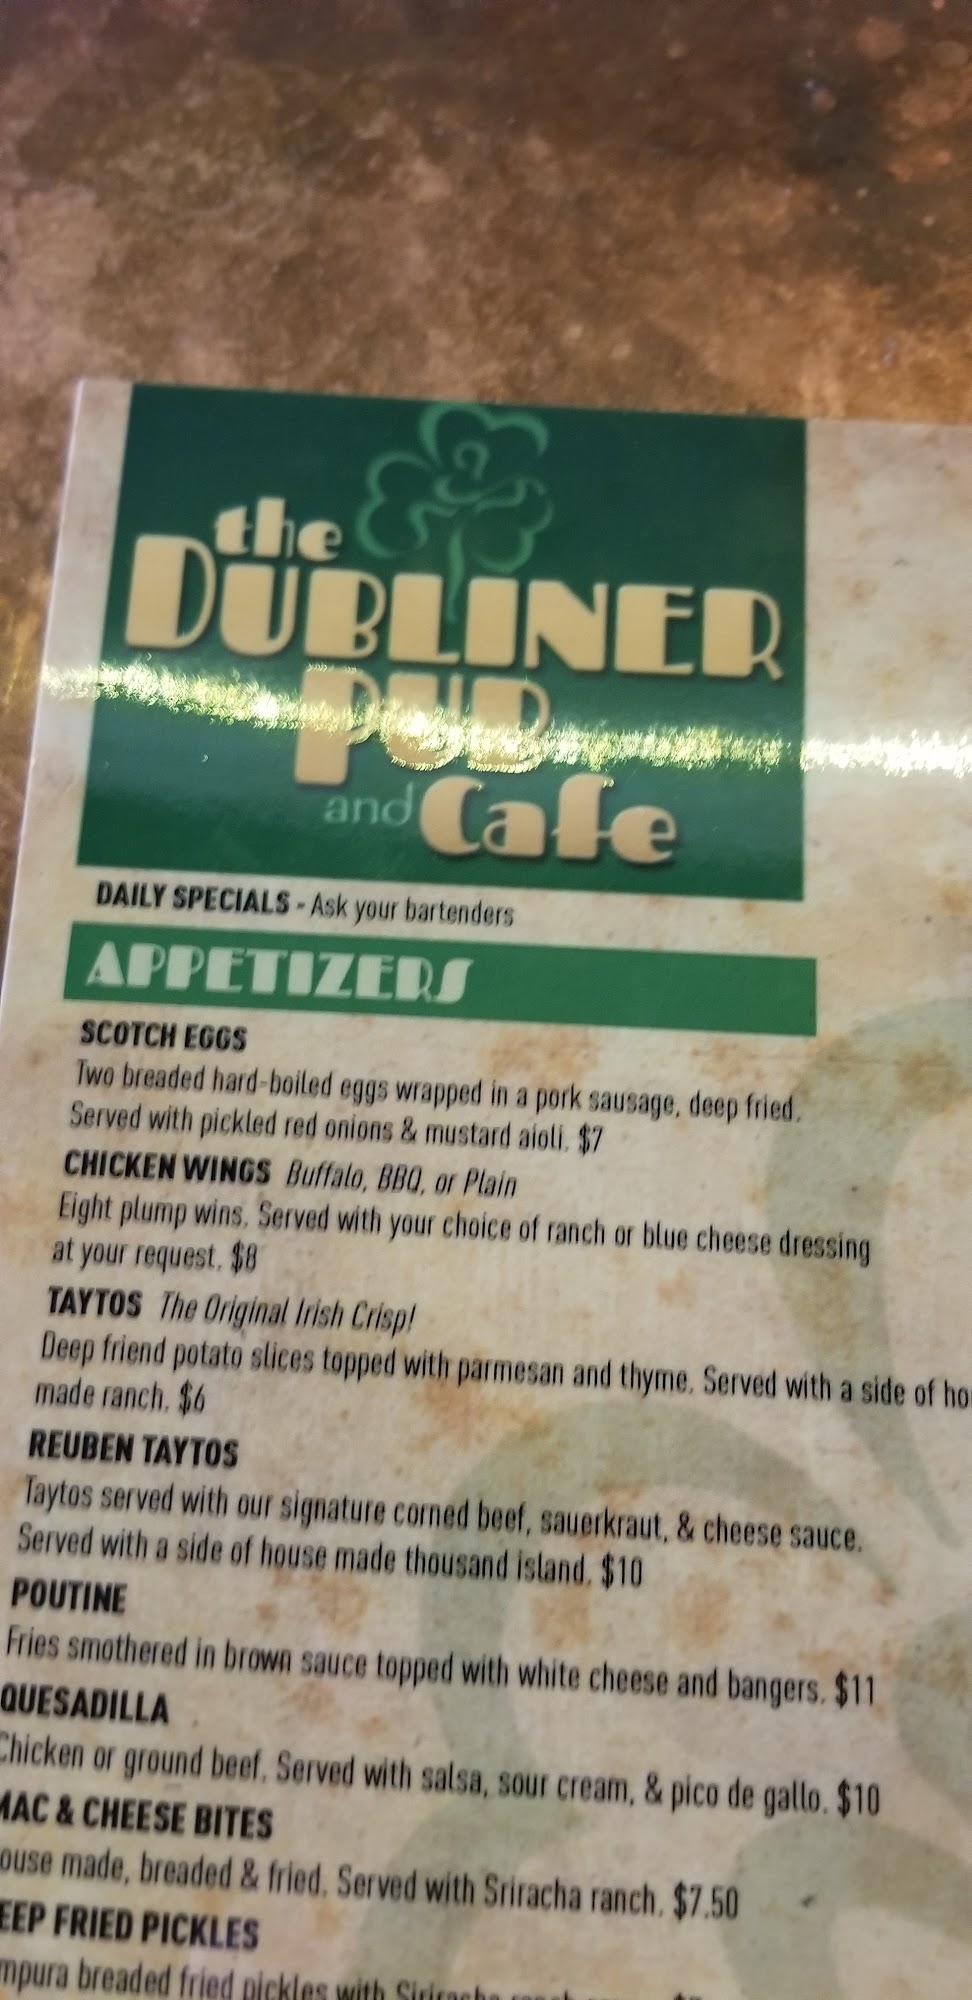 the
DUBLINER
PUB
and Cafe
DAILY SPECIALS - Ask your bartenders
APPETIZERS
SCOTCH EGGS
Two breaded hard-boiled eggs wrapped in a pork sausage, deep fried.
Served with pickled red onions & mustard aioli. $7
CHICKEN WINGS Buffalo, BBQ, or Plain
Eight plump wins. Served with your choice of ranch or blue cheese dressing
at your request. $8
TAYTOS The Original Irish Crisp!
Deep friend potato slices topped with parmesan and thyme. Served with a side of ho
made ranch. $6
REUBEN TAYTOS
Taytos served with our signature corned beef, sauerkraut, & cheese sauce.
Served with a side of house made thousand island. $10
POUTINE
Fries smothered in brown sauce topped with white cheese and bangers. $11
QUESADILLA
Chicken or ground beef. Served with salsa, sour cream, & pico de gallo. $10
MAC & CHEESE BITES
ouse made, breaded & fried. Served with Sriracha ranch. $7.50
EEP FRIED PICKLES
mpura breaded fried pickles with